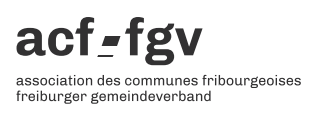 acf-fgv
association des communes fribourgeoises
freiburger gemeindeverband